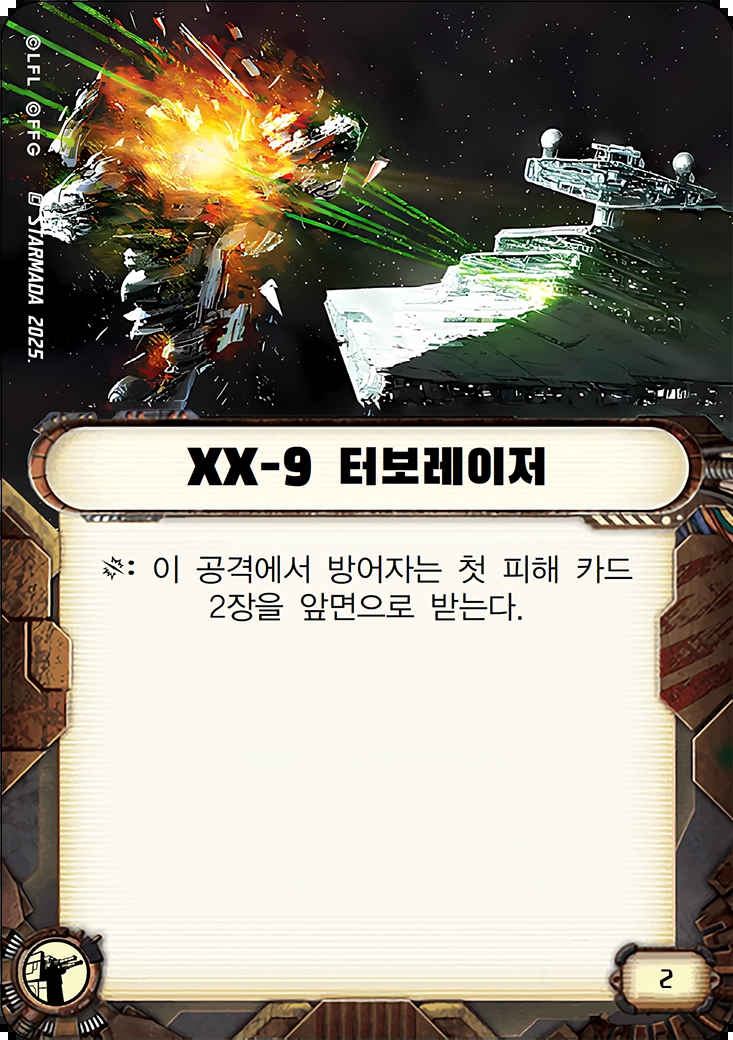 ©LFL ©FFG
STARMADA 2025.
XX-9 터보레이저
: 이 공격에서 방어자는 첫 피해 카드
2장을 앞면으로 받는다.
2